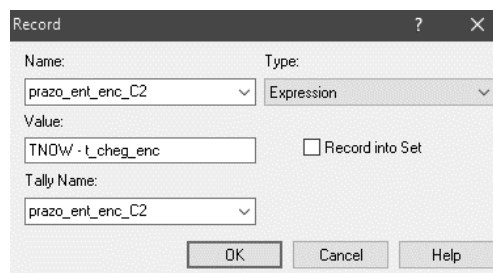 Record ? X
Name: Type:
prazo_ent_enc_C2 Expression
Value:
TNOW - t_cheg_enc Record into Set
Tally Name:
prazo_ent_enc_C2
OK Cancel Help